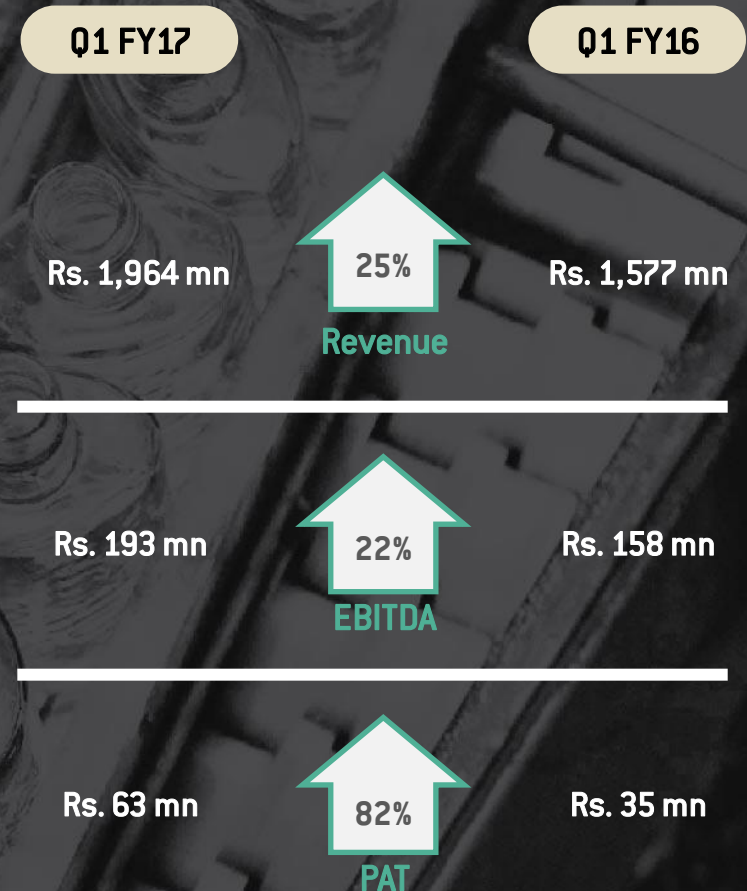 Q1 FY17
Q1 FY16
Rs. 1,964 mn
25%
Rs. 1,577 mn
Revenue
Rs. 193 mn
22%
Rs. 158 mn
EBITDA
Rs. 63 mn
82%
Rs. 35 mn
PAT